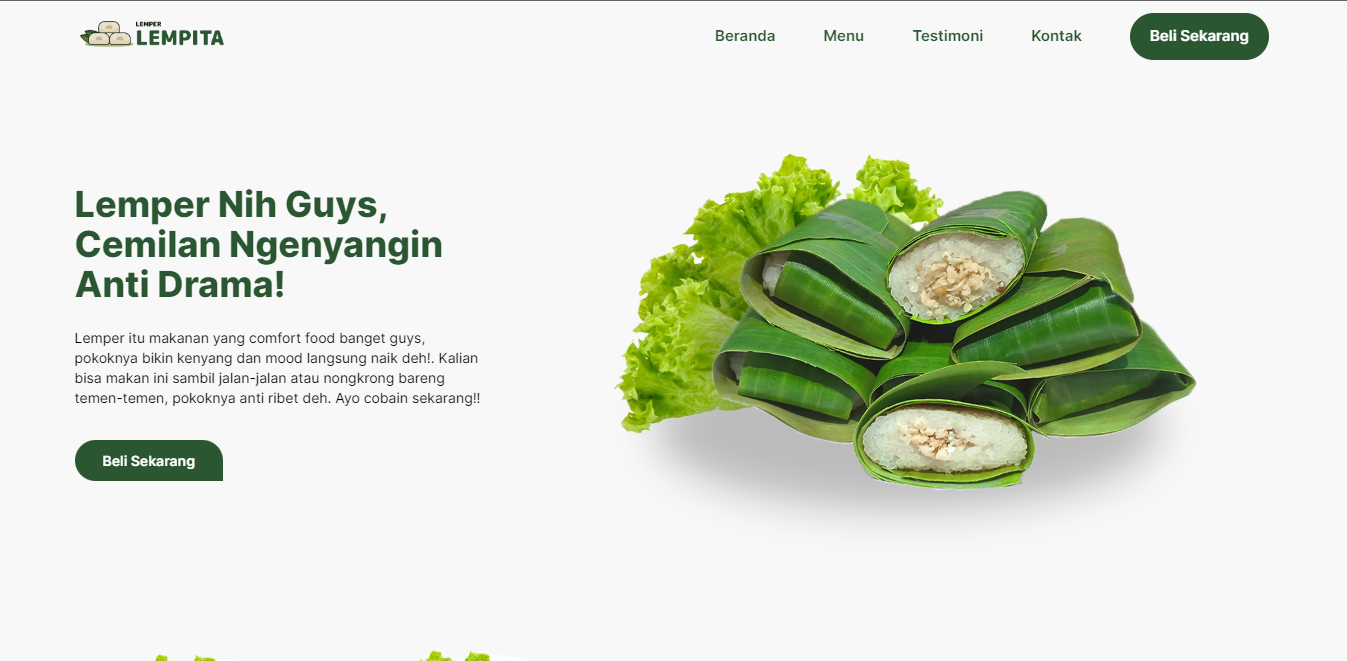 LEMPER
LEMPITA
Beranda
Menu
Testimoni
Kontak
Beli Sekarang
Lemper Nih Guys,
Cemilan Ngenyangin
Anti Drama!
Lemper itu makanan yang comfort food banget guys,
pokoknya bikin kenyang dan mood langsung naik deh!. Kalian
bisa makan ini sambil jalan-jalan atau nongkrong bareng
temen-temen, pokoknya anti ribet deh. Ayo cobain sekarang!!
Beli Sekarang